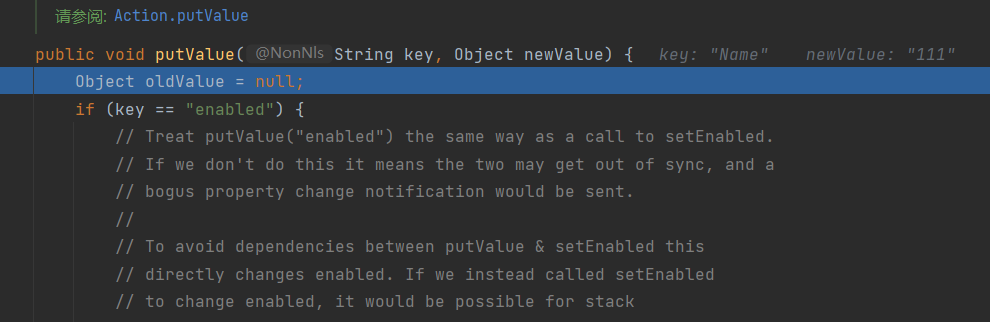 请参阅: Action.putValue
public void putValue( @NonNls String key, Object newValue) { key: "Name" newValue: "111"
Object oldValue = null;
if (key == "enabled") {
// Treat putValue("enabled") the same way as a call to setEnabled.
// If we don't do this it means the two may get out of sync, and a
// bogus property change notification would be sent.
//
// To avoid dependencies between putValue & setEnabled this
// directly changes enabled. If we instead called setEnabled
// to change enabled, it would be possible for stack